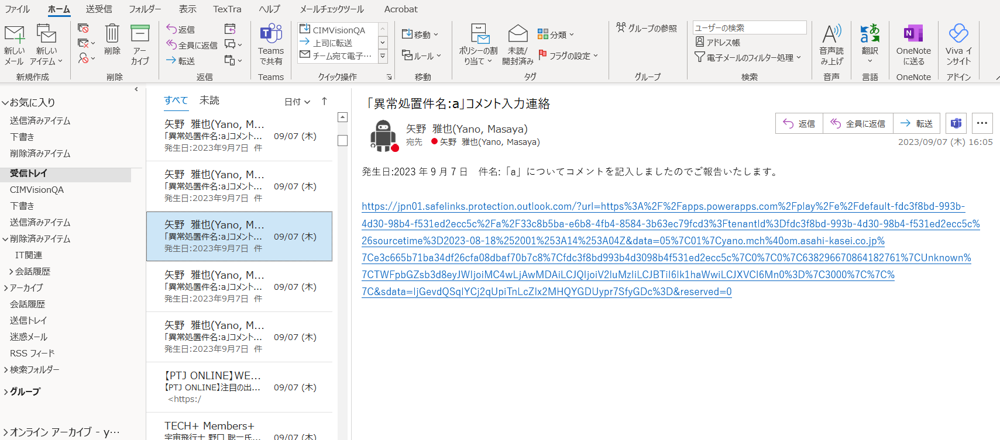 ファイル ホーム 送受信 フォルダー 表示 TexTra ヘルプ メールチェックツール Acrobat
新しい
メール
新しい
アイテム
新規作成
削除
アー
カイブ
削除
返信
全員に返信
転送
返信
Teams
で共有
Teams
CIMVisionQA
上司に転送
チーム宛て電子…
クイック操作
移動
ルール
移動
ポリシーの割
り当て
未読/
開封済み
分類
フラグの設定
タグ
グループの参照
グループ
ユーザーの検索
アドレス帳
電子メールのフィルター処理
検索
音声読
み上げ
音声
翻訳
言語
OneNote
に送る
OneNote
Viva イ
ンサイト
アドイン
お気に入り
送信済みアイテム
下書き
削除済みアイテム
受信トレイ
CIMVisionQA
下書き
送信済みアイテム
削除済みアイテム
IT関連
会話履歴
アーカイブ
会話履歴
送信トレイ
迷惑メール
RSS フィード
検索フォルダー
グループ
オンライン アーカイブ - y…
すべて 未読 日付 ↑
矢野 雅也(Yano, M...
「異常処置件名:a」コメント... 09/07 (木)
発生日:2023年9月7日 件
矢野 雅也(Yano, M...
「異常処置件名:a」コメント... 09/07 (木)
発生日:2023年9月7日 件
矢野 雅也(Yano, M...
「異常処置件名:a」コメント... 09/07 (木)
発生日:2023年9月7日 件
矢野 雅也(Yano, M...
「異常処置件名:a」コメント... 09/07 (木)
発生日:2023年9月7日 件
矢野 雅也(Yano, M...
「異常処置件名:a」コメント... 09/07 (木)
発生日:2023年9月7日 件
【PTJ ONLINE】WE...
【PTJ ONLINE】注目の出... 09/07 (木)
<https:/
TECH+ Members+
宇宙飛行士 野口 聡一氏... 09/07 (木)
「異常処置件名:a」コメント入力連絡
矢野 雅也(Yano, Masaya)
宛先 矢野 雅也(Yano, Masaya)
返信 全員に返信 転送 …
2023/09/07 (木) 16:05
発生日:2023 年 9 月 7 日 件名:「a」についてコメントを記入しましたのでご報告いたします。
https://jpn01.safelinks.protection.outlook.com/?url=https%3A%2F%2Fapps.powerapps.com%2Fplay%2Fe%2Fdefault-fdc3f8bd-993b-
4d30-98b4-f531ed2ecc5c%2Fa%2F33c8b5ba-e6b8-4fb4-8584-3b63ec79fcd3%3FtenantId%3Dfdc3f8bd-993b-4d30-98b4-f531ed2ecc5c%
26sourcetime%3D2023-08-18%252001%253A14%253A04Z&data=05%7C01%7Cyano.mch%40om.asahi-kasei.co.jp%
7Ce3c665b71ba34df26cfa08dbaf70b7c8%7Cfdc3f8bd993b4d3098b4f531ed2ecc5c%7C0%7C0%7C638296670864182761%7CUnknown%
7CTWFpbGZsb3d8eyJWIjoiMC4wLjAwMDAiLCJQIjoiV2luMzIiLCJBTiI6Ik1haWwiLCJXVCI6Mn0%3D%7C3000%7C%7C%
7C&sdata=ljGevdQSqlYCj2qUpiTnLcZlx2MHQYGDUypr7SfyGDc%3D&reserved=0